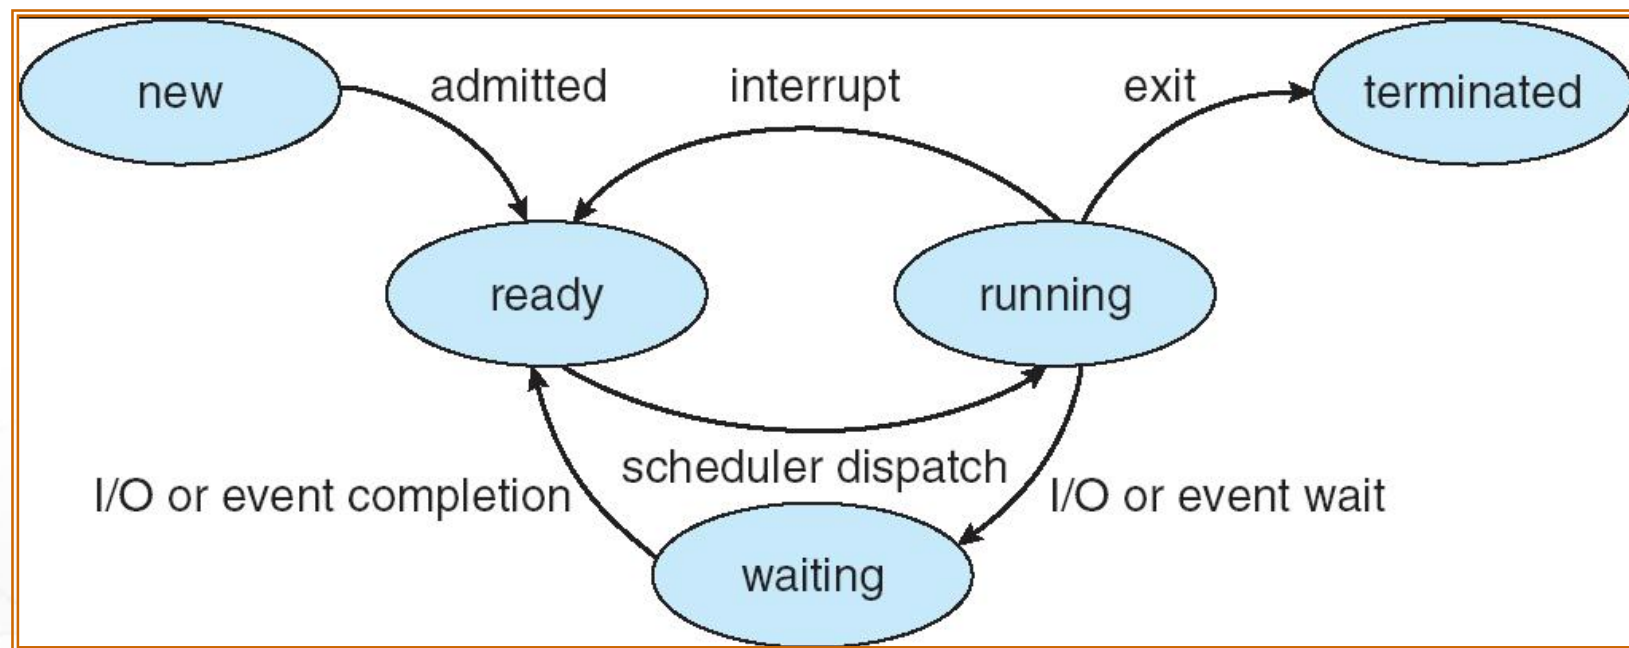 new
admitted
interrupt
exit
terminated
ready
running
scheduler dispatch
I/O or event completion
I/O or event wait
waiting